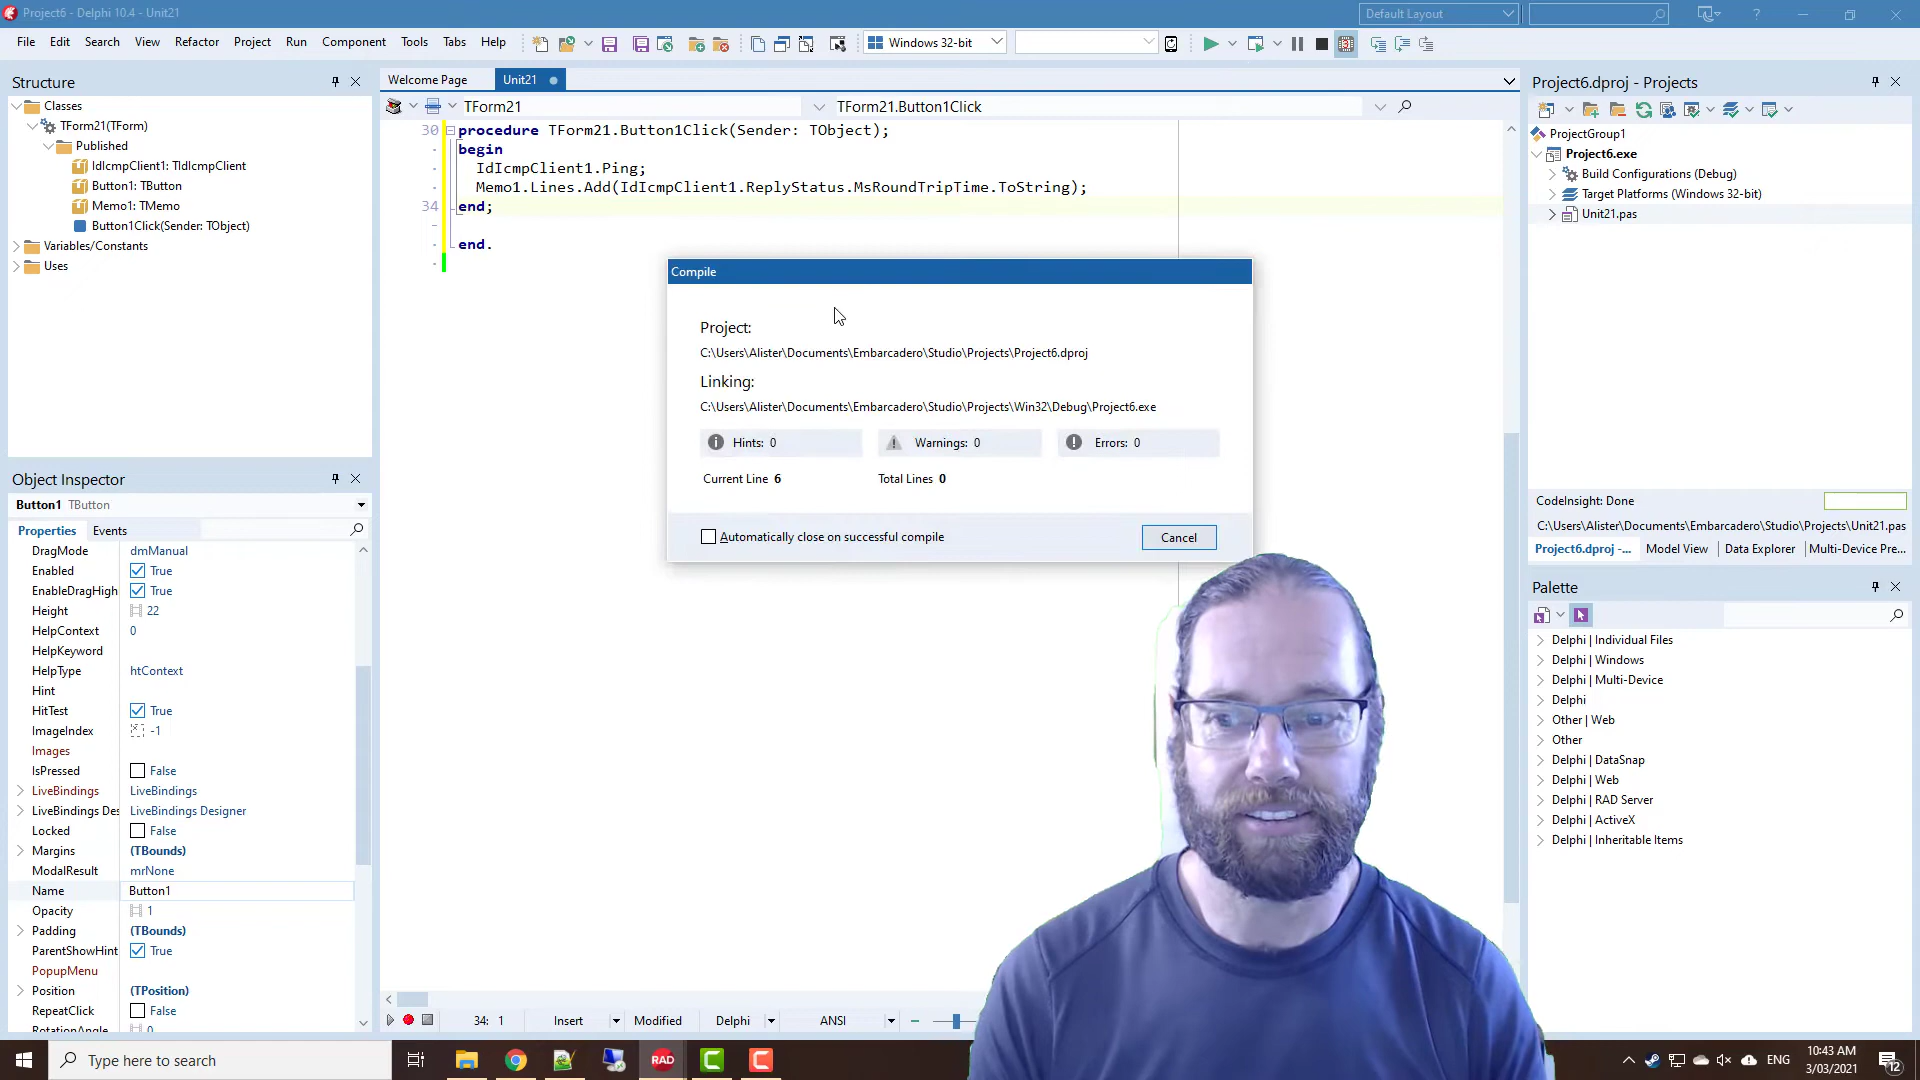 Project6 - Delphi 10.4 - Unit21
Default Layout
File Edit Search View Refactor Project Run Component Tools Tabs Help
Windows 32-bit
Structure
Classes
TForm21(TForm)
Published
IdIcmpClient1: TIdIcmpClient
Button1: TButton
Memo1: TMemo
Button1Click(Sender: TObject)
Variables/Constants
Uses
Welcome Page
Unit21
TForm21
TForm21.Button1Click
30 procedure TForm21.Button1Click(Sender: TObject);
begin
IdIcmpClient1.Ping;
Memo1.Lines.Add(IdIcmpClient1.ReplyStatus.MsRoundTripTime.ToString);
34 end;
end.
Compile
Project:
C:\Users\Alister\Documents\Embarcadero\Studio\Projects\Project6.dproj
Linking:
C:\Users\Alister\Documents\Embarcadero\Studio\Projects\Win32\Debug\Project6.exe
Hints: 0
Warnings: 0
Errors: 0
Current Line 6
Total Lines 0
Automatically close on successful compile
Cancel
Object Inspector
Button1 TButton
Properties Events
DragMode dmManual
Enabled True
EnableDragHigh True
Height 22
HelpContext 0
HelpKeyword
HelpType htContext
Hint
HitTest True
ImageIndex -1
Images
IsPressed False
LiveBindings LiveBindings
LiveBindings Des LiveBindings Designer
Locked False
Margins (TBounds)
ModalResult mrNone
Name Button1
Opacity 1
Padding (TBounds)
ParentShowHint True
PopupMenu
Position (TPosition)
RepeatClick False
RotationAngle 0
34: 1 Insert Modified Delphi ANSI
Project6.dproj - Projects
ProjectGroup1
Project6.exe
Build Configurations (Debug)
Target Platforms (Windows 32-bit)
Unit21.pas
CodeInsight: Done
C:\Users\Alister\Documents\Embarcadero\Studio\Projects\Unit21.pas
Project6.dproj -... Model View Data Explorer Multi-Device Pre...
Palette
Delphi | Individual Files
Delphi | Windows
Delphi | Multi-Device
Delphi
Other | Web
Other
Delphi | DataSnap
Delphi | Web
Delphi | RAD Server
Delphi | ActiveX
Delphi | Inheritable Items
Type here to search
RAD
ENG
10:43 AM
3/03/2021
12